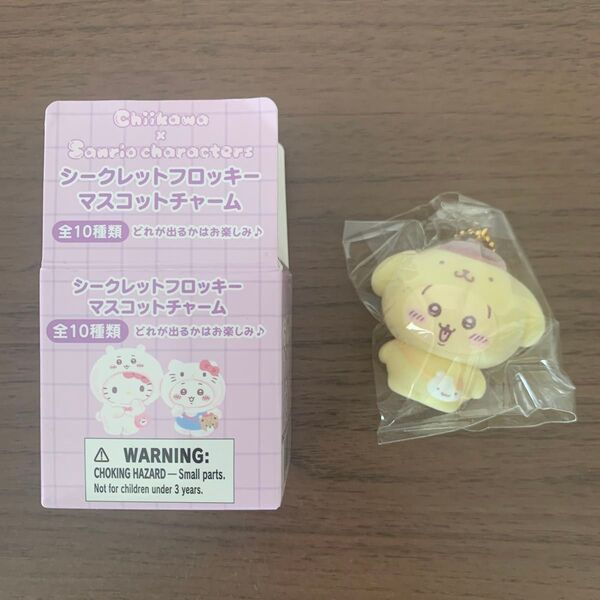 Chiikawa
×
Sanrio characters
シークレットフロッキー
マスコットチャーム
全10種類 どれが出るかはお楽しみ♪
シークレットフロッキー
マスコットチャーム
全10種類 どれが出るかはお楽しみ♪
⚠ WARNING:
CHOKING HAZARD — Small parts.
Not for children under 3 years.